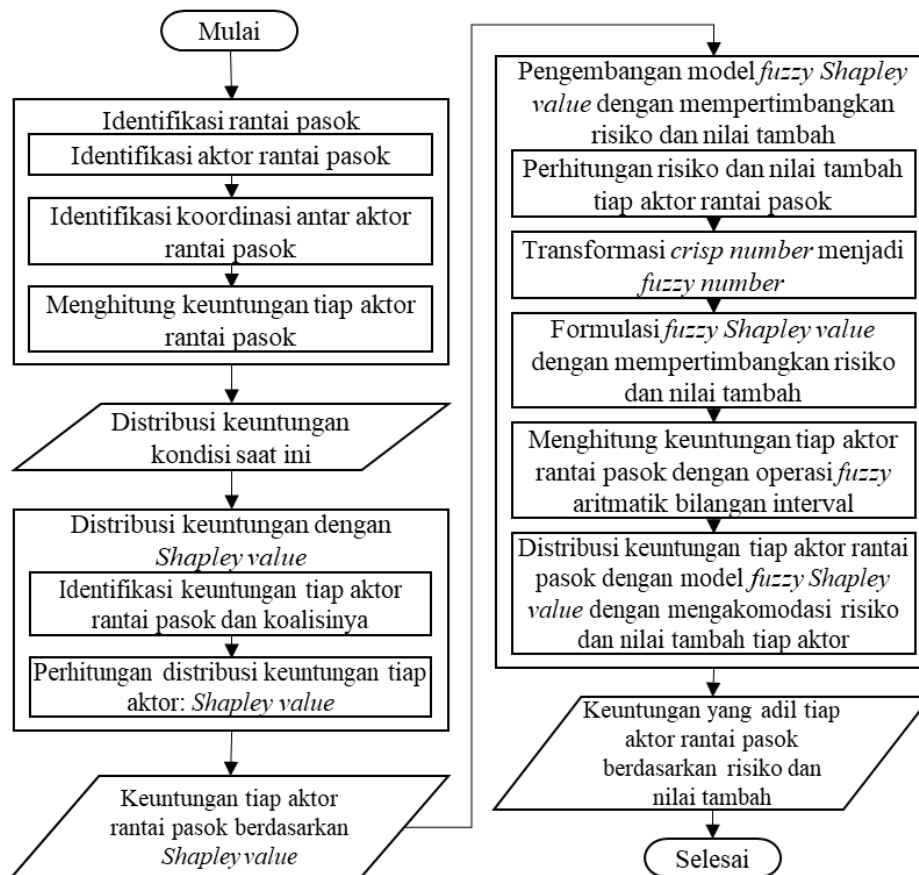 Mulai
Identifikasi rantai pasok
Identifikasi aktor rantai pasok
Identifikasi koordinasi antar aktor
rantai pasok
Menghitung keuntungan tiap aktor
rantai pasok
Distribusi keuntungan
kondisi saat ini
Distribusi keuntungan dengan
Shapley value
Identifikasi keuntungan tiap aktor
rantai pasok dan koalisinya
Perhitungan distribusi keuntungan tiap
aktor: Shapley value
Keuntungan tiap aktor
rantai pasok berdasarkan
Shapley value
Pengembangan model fuzzy Shapley
value dengan mempertimbangkan
risiko dan nilai tambah
Perhitungan risiko dan nilai tambah
tiap aktor rantai pasok
Transformasi crisp number menjadi
fuzzy number
Formulasi fuzzy Shapley value
dengan mempertimbangkan risiko
dan nilai tambah
Menghitung keuntungan tiap aktor
rantai pasok dengan operasi fuzzy
aritmatik bilangan interval
Distribusi keuntungan tiap aktor rantai
pasok dengan model fuzzy Shapley
value dengan mengakomodasi risiko
dan nilai tambah tiap aktor
Keuntungan yang adil tiap
aktor rantai pasok
berdasarkan risiko dan
nilai tambah
Selesai